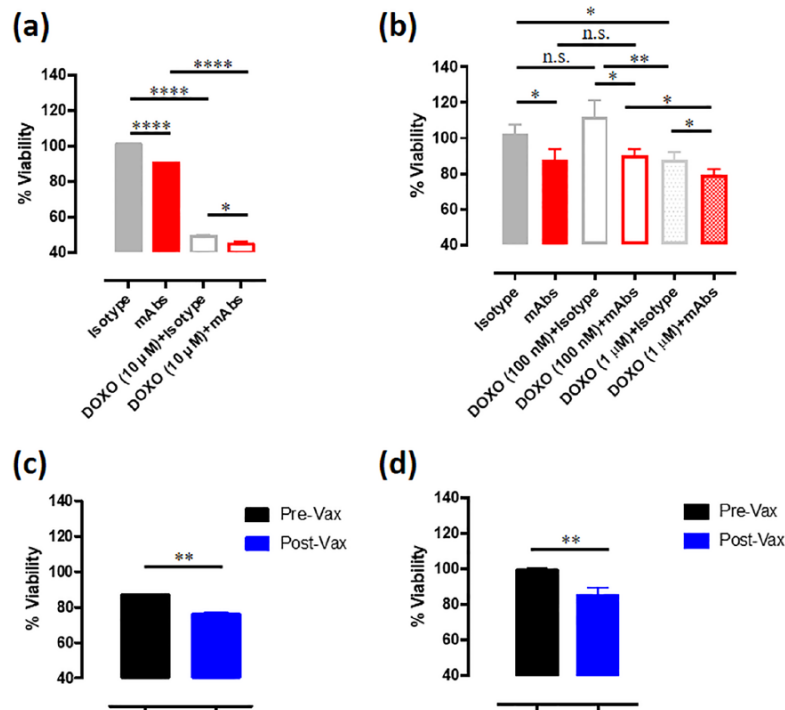 (a)
****
****
****
*
% Viability
140
120
100
80
60
40
Isotype
mAbs
DOXO (10 µM)+Isotype
DOXO (10 µM)+mAbs
(b)
*
n.s.
n.s.
**
*
*
*
*
% Viability
140
120
100
80
60
40
Isotype
mAbs
DOXO (100 nM)+Isotype
DOXO (100 nM)+mAbs
DOXO (1 µM)+Isotype
DOXO (1 µM)+mAbs
(c)
% Viability
140
120
100
80
60
40
**
Pre-Vax
Post-Vax
(d)
% Viability
140
120
100
80
60
40
**
Pre-Vax
Post-Vax